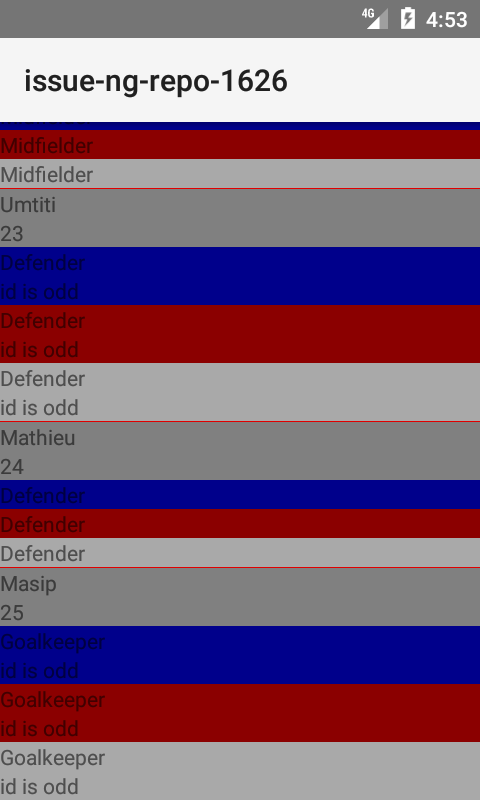 4G
4:53
issue-ng-repo-1626
Midfielder
Midfielder
Umtiti
23
Defender
id is odd
Defender
id is odd
Defender
id is odd
Mathieu
24
Defender
Defender
Defender
Masip
25
Goalkeeper
id is odd
Goalkeeper
id is odd
Goalkeeper
id is odd